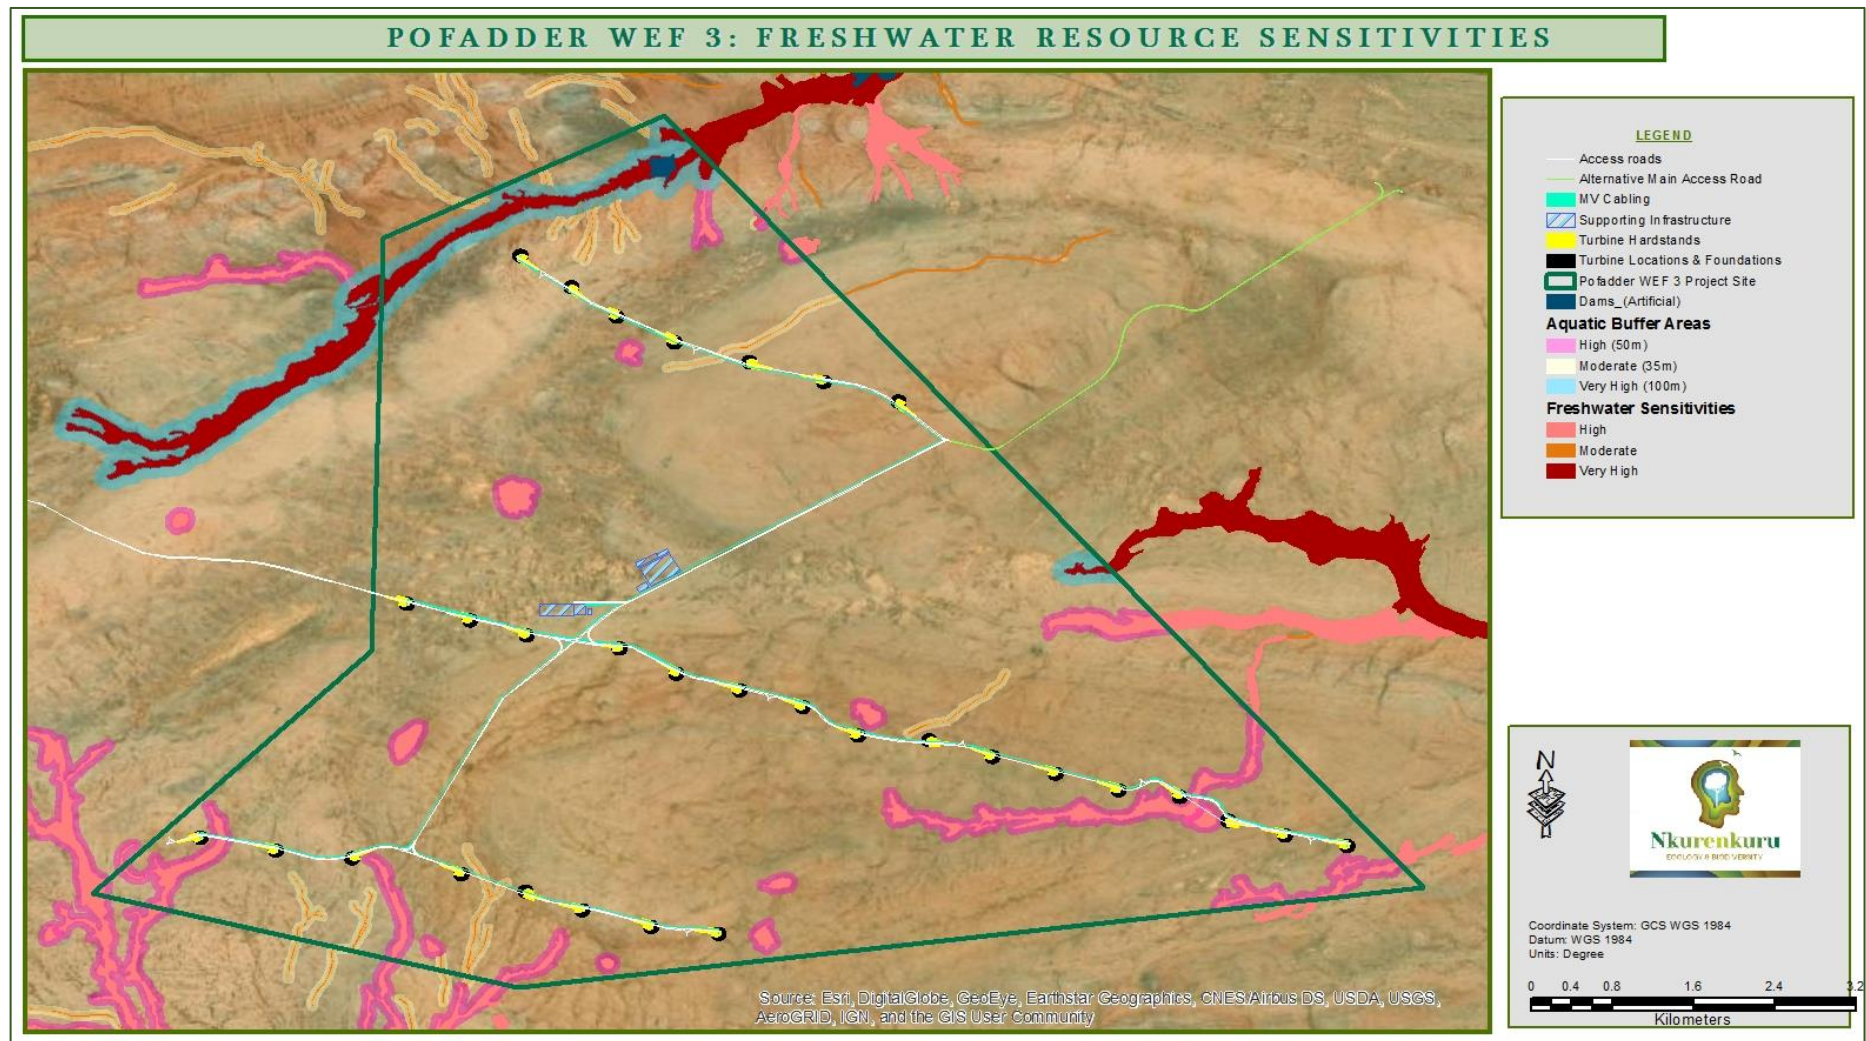 POFADDER WEF 3: FRESHWATER RESOURCE SENSITIVITIES
LEGEND
Access roads
Alternative Main Access Road
MV Cabling
Supporting Infrastructure
Turbine Hardstands
Turbine Locations & Foundations
Pofadder WEF 3 Project Site
Dams_(Artificial)
Aquatic Buffer Areas
High (50m)
Moderate (35m)
Very High (100m)
Freshwater Sensitivities
High
Moderate
Very High
N
Nkurenkuru
ECOLOGY & BIODIVERSITY
Coordinate System: GCS WGS 1984
Datum: WGS 1984
Units: Degree
0 0.4 0.8 1.6 2.4 3.2
Kilometers
Source: Esri, DigitalGlobe, GeoEye, Earthstar Geographics, CNES/Airbus DS, USDA, USGS,
AeroGRID, IGN, and the GIS User Community